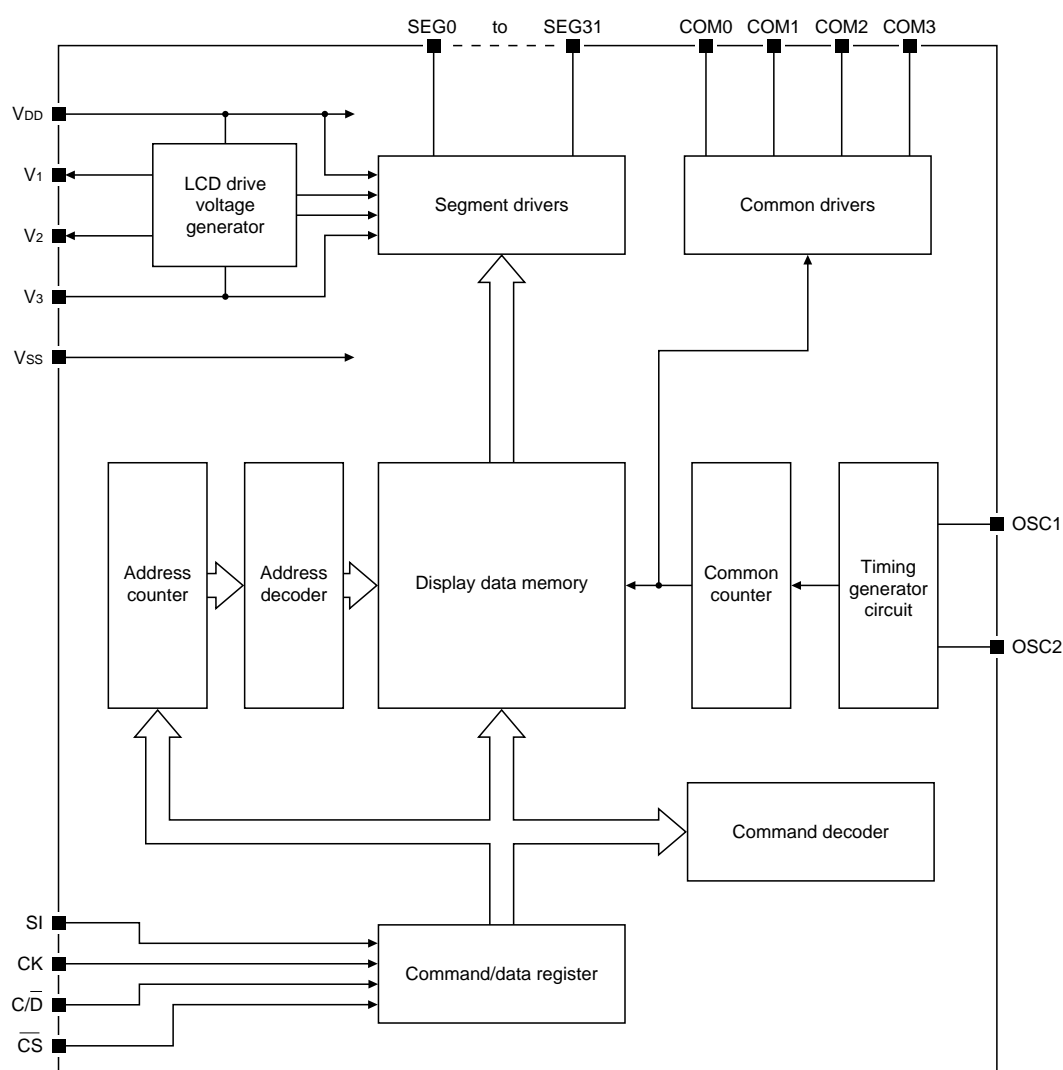 SEG0 to SEG31 COM0 COM1 COM2 COM3
VDD
V1
LCD drive
voltage
generator
Segment drivers
Common drivers
V2
V3
VSS
Address
counter
Address
decoder
Display data memory
Common
counter
Timing
generator
circuit
OSC1
OSC2
Command decoder
SI
CK
C/D̅
C̅S̅
Command/data register